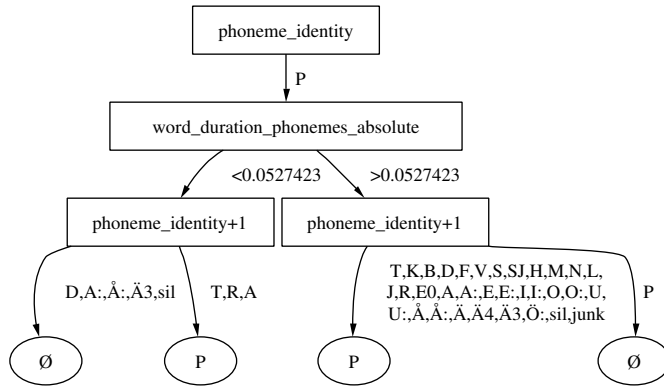 phoneme_identity
P
word_duration_phonemes_absolute
<0.0527423
>0.0527423
phoneme_identity+1
phoneme_identity+1
D,A:,Å:,Ä3,sil
T,R,A
T,K,B,D,F,V,S,SJ,H,M,N,L,
J,R,E0,A,A:,E,E:,I,I:,O,O:,U,
U:,Å,Å:,Ä,Ä4,Ä3,Ö:,sil,junk
P
Ø
P
P
Ø